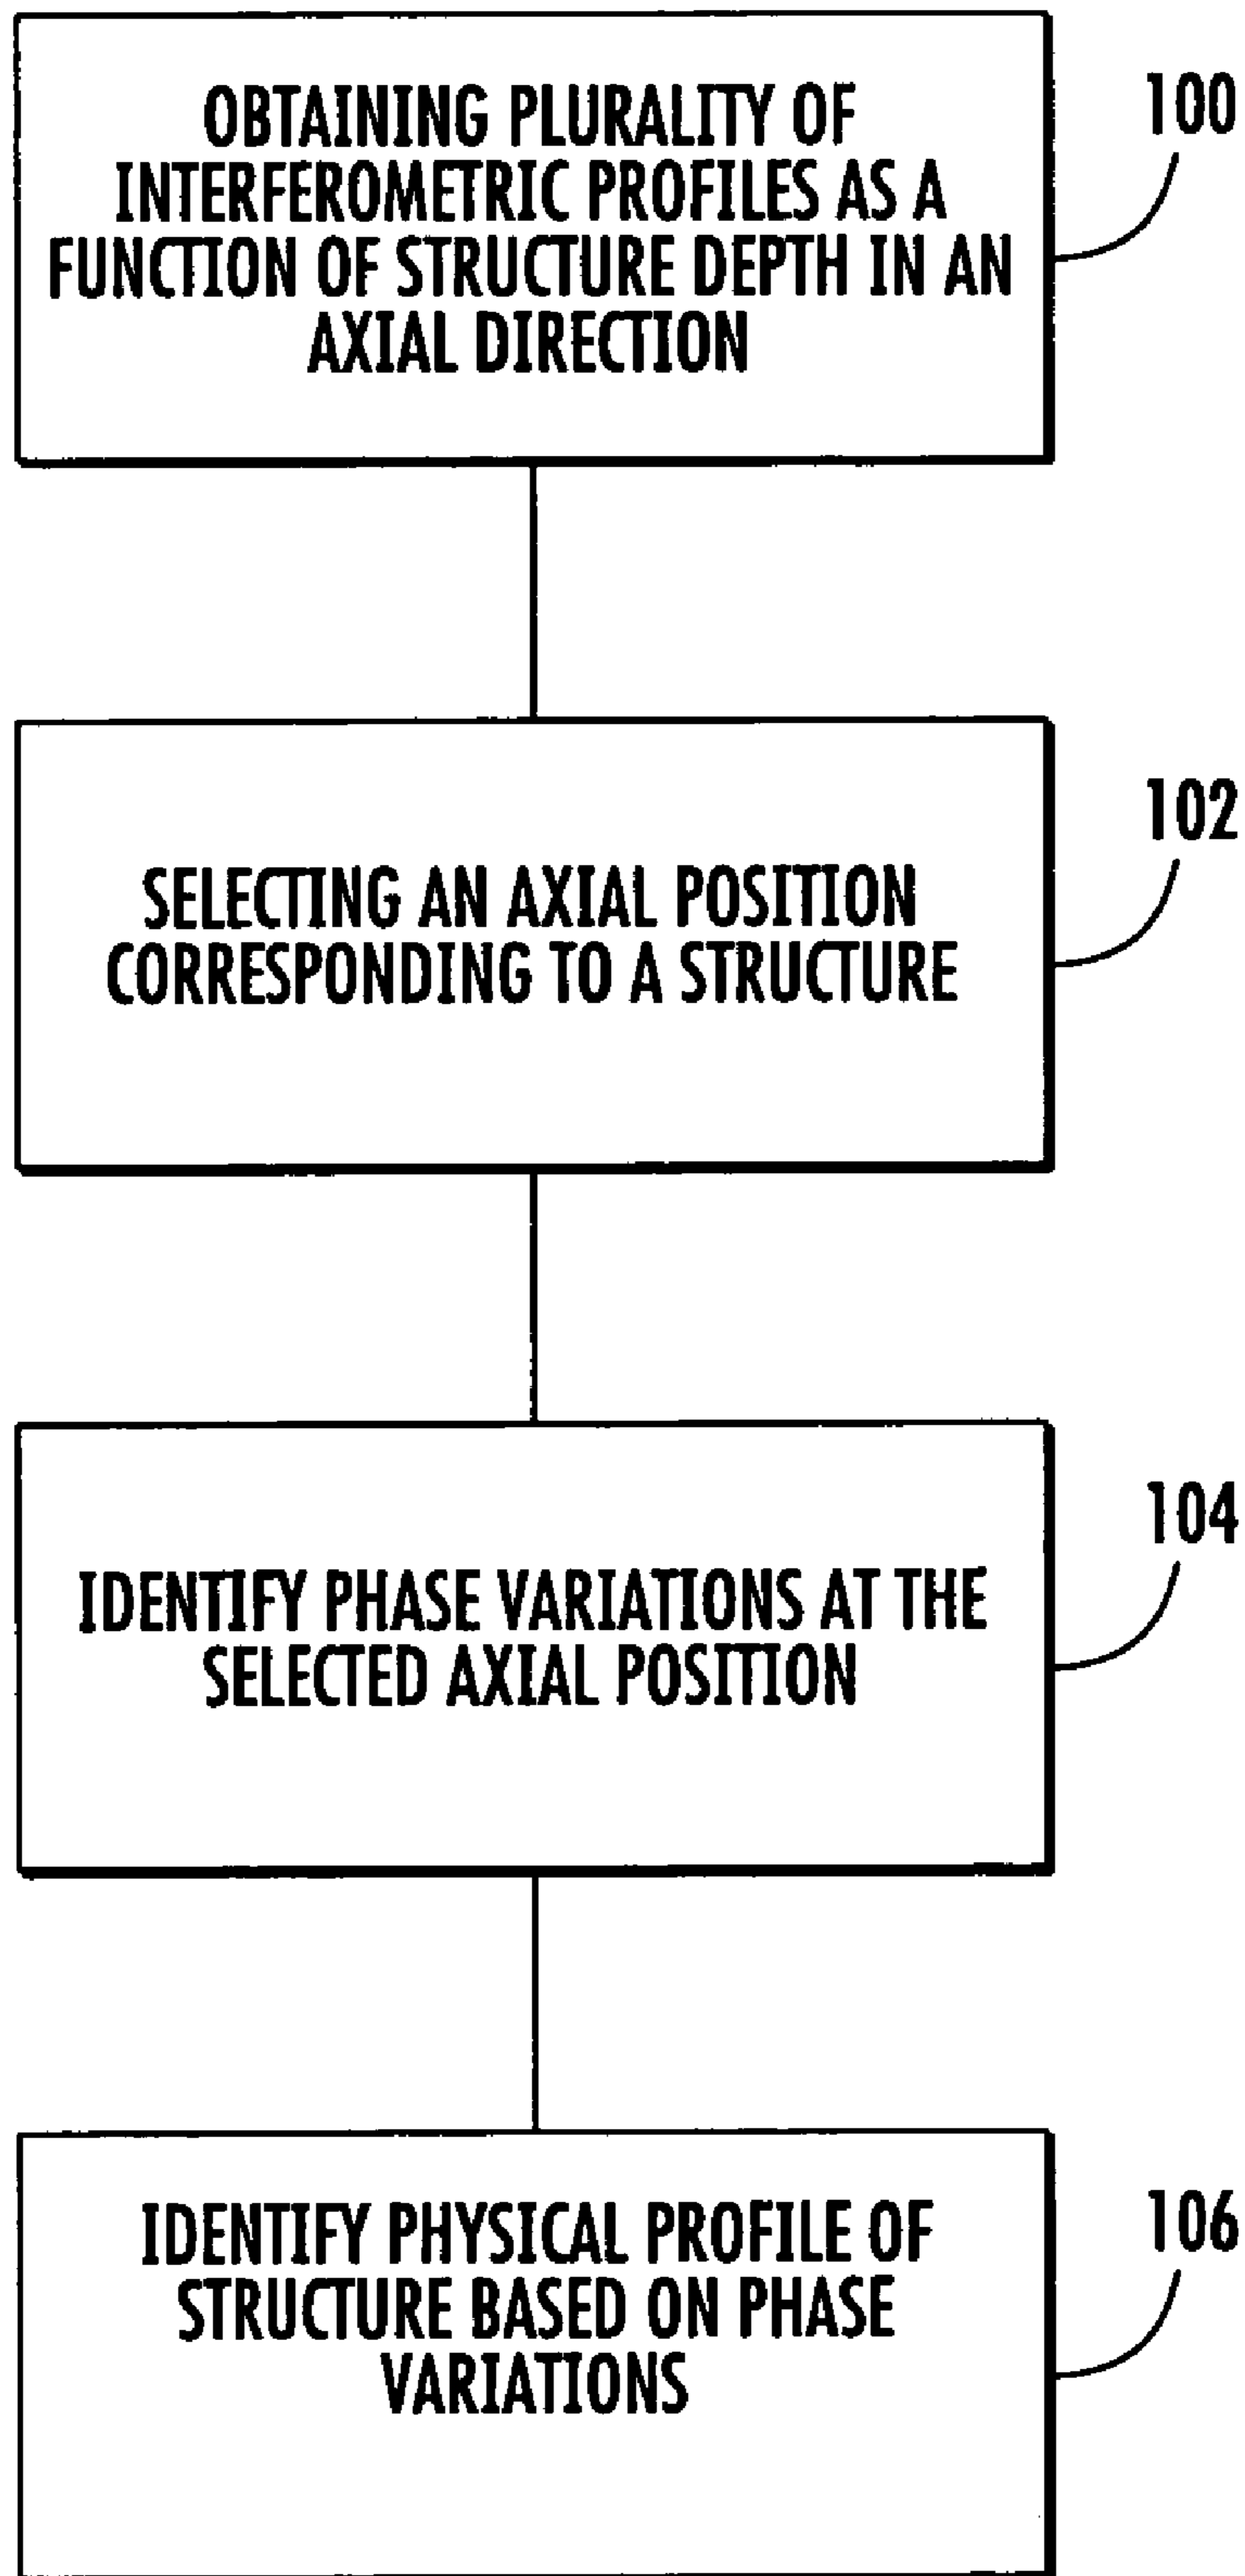 OBTAINING PLURALITY OF
INTERFEROMETRIC PROFILES AS A
FUNCTION OF STRUCTURE DEPTH IN AN
AXIAL DIRECTION
100
SELECTING AN AXIAL POSITION
CORRESPONDING TO A STRUCTURE
102
IDENTIFY PHASE VARIATIONS AT THE
SELECTED AXIAL POSITION
104
IDENTIFY PHYSICAL PROFILE OF
STRUCTURE BASED ON PHASE
VARIATIONS
106